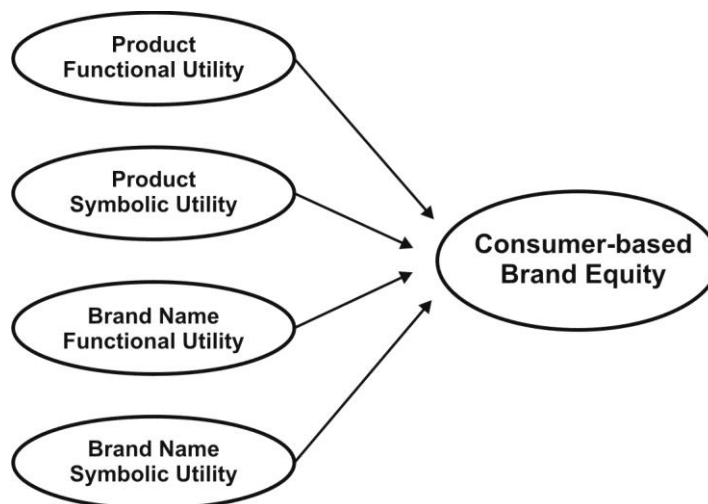 Product
Functional Utility
Product
Symbolic Utility
Consumer-based
Brand Equity
Brand Name
Functional Utility
Brand Name
Symbolic Utility